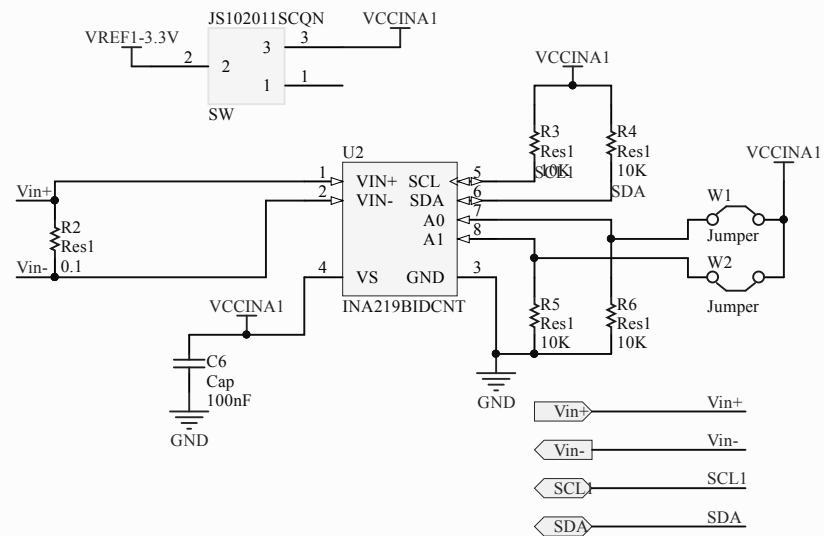 JS102011SCQN
VREF1-3.3V
2
2
3
3
VCCINA1
1
1
SW
VCCINA1
R3
Res1
10K
SCL1
R4
Res1
10K
SDA
VCCINA1
U2
Vin+
1
VIN+
SCL
5
2
VIN-
SDA
6
A0
7
A1
8
R2
Res1
0.1
Vin-
4
VS
GND
3
INA219BIDCNT
W1
Jumper
W2
Jumper
VCCINA1
C6
Cap
100nF
GND
R5
Res1
10K
R6
Res1
10K
GND
Vin+
Vin+
Vin-
Vin-
SCL1
SCL1
SDA
SDA